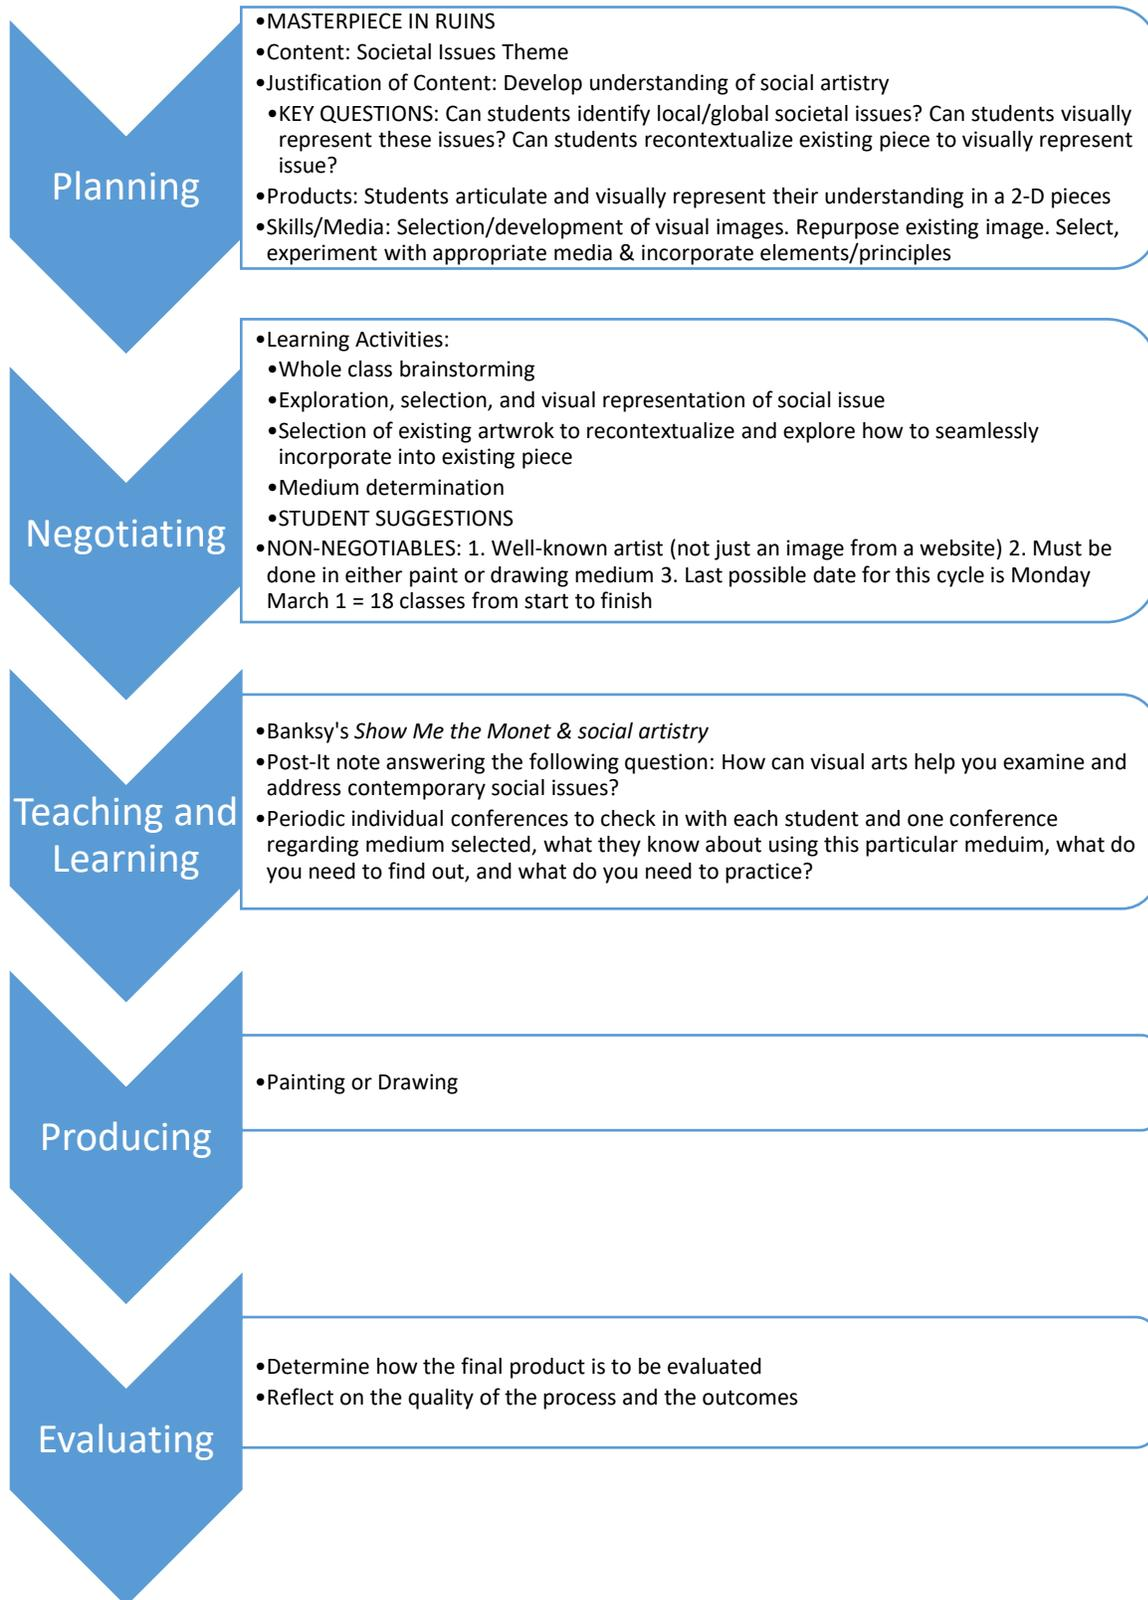 Planning
•MASTERPIECE IN RUINS
•Content: Societal Issues Theme
•Justification of Content: Develop understanding of social artistry
•KEY QUESTIONS: Can students identify local/global societal issues? Can students visually
represent these issues? Can students recontextualize existing piece to visually represent
issue?
•Products: Students articulate and visually represent their understanding in a 2-D pieces
•Skills/Media: Selection/development of visual images. Repurpose existing image. Select,
experiment with appropriate media & incorporate elements/principles
Negotiating
•Learning Activities:
•Whole class brainstorming
•Exploration, selection, and visual representation of social issue
•Selection of existing artwrok to recontextualize and explore how to seamlessly
incorporate into existing piece
•Medium determination
•STUDENT SUGGESTIONS
•NON-NEGOTIABLES: 1. Well-known artist (not just an image from a website) 2. Must be
done in either paint or drawing medium 3. Last possible date for this cycle is Monday
March 1 = 18 classes from start to finish
Teaching and
Learning
•Banksy's Show Me the Monet & social artistry
•Post-It note answering the following question: How can visual arts help you examine and
address contemporary social issues?
•Periodic individual conferences to check in with each student and one conference
regarding medium selected, what they know about using this particular meduim, what do
you need to find out, and what do you need to practice?
Producing
•Painting or Drawing
Evaluating
•Determine how the final product is to be evaluated
•Reflect on the quality of the process and the outcomes